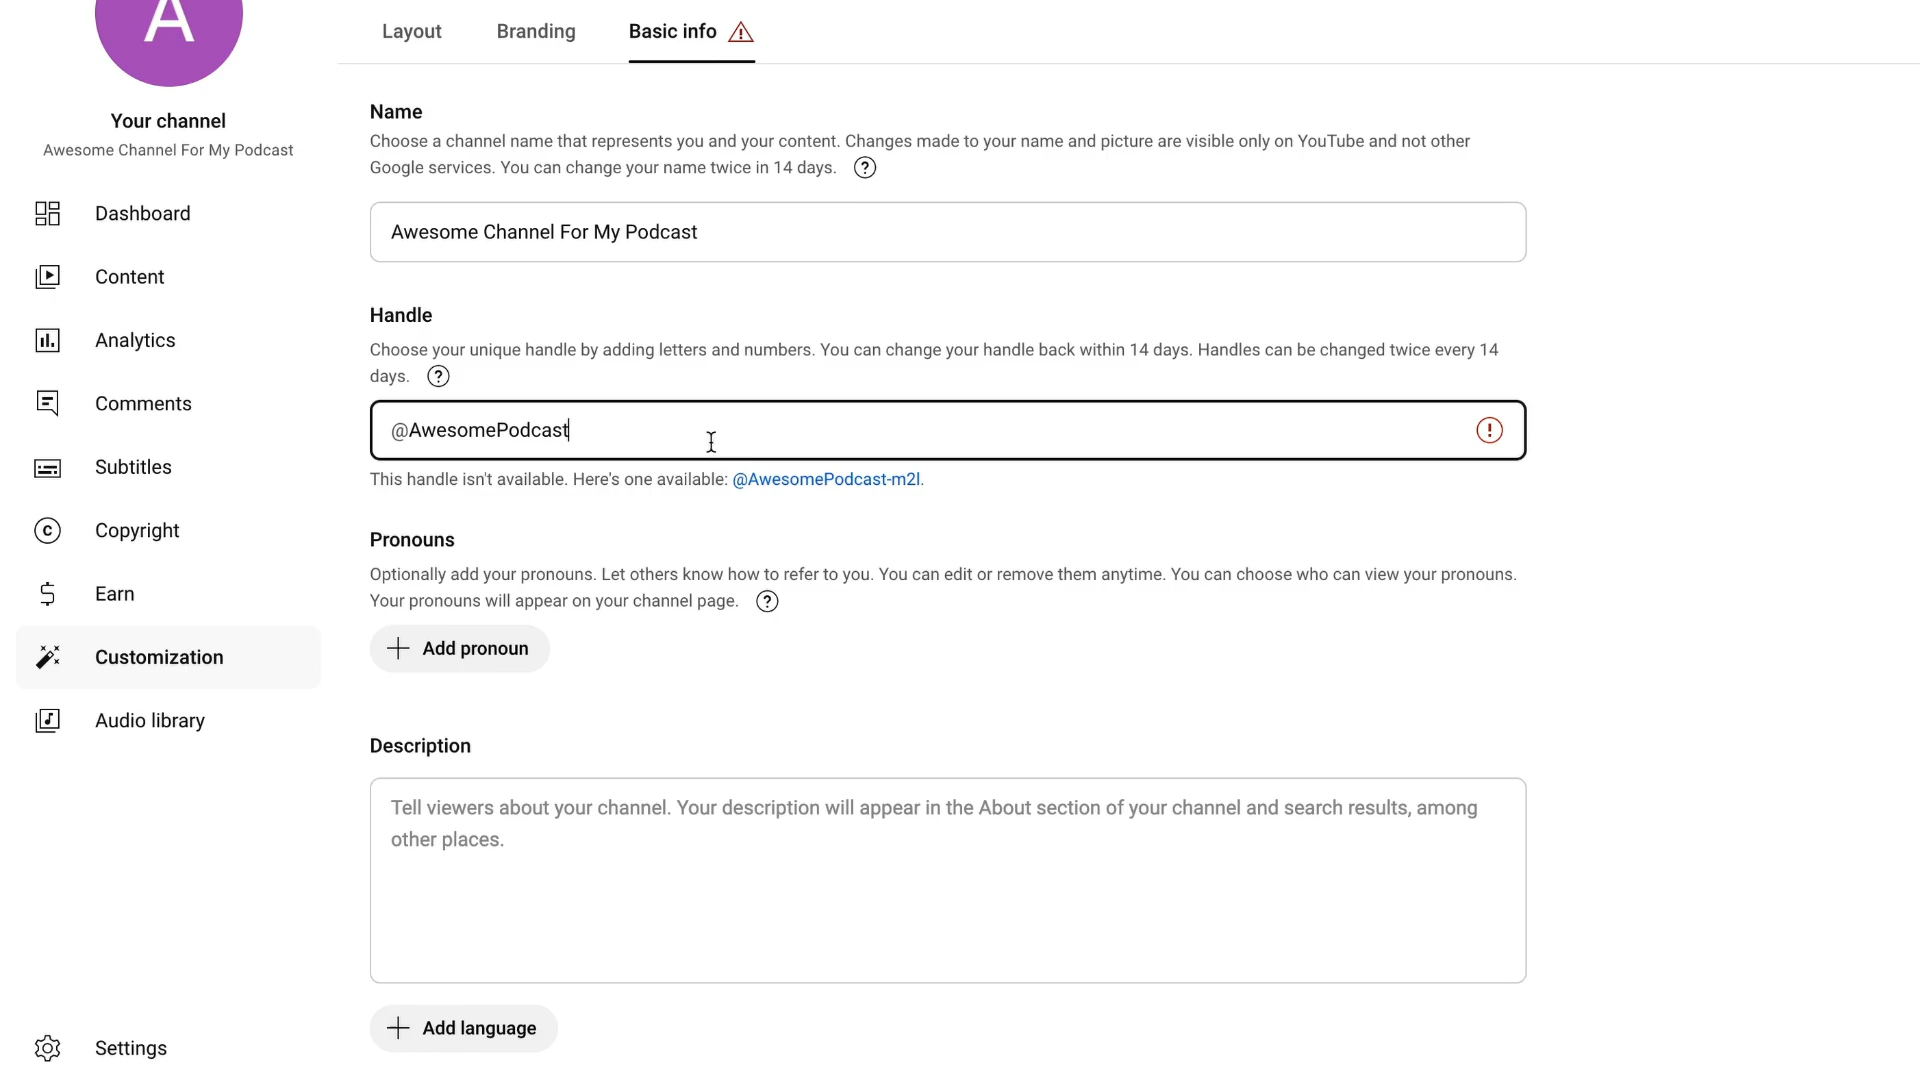 A
Your channel
Awesome Channel For My Podcast
Dashboard
Content
Analytics
Comments
Subtitles
Copyright
Earn
Customization
Audio library
Settings
Layout
Branding
Basic info
Name
Choose a channel name that represents you and your content. Changes made to your name and picture are visible only on YouTube and not other
Google services. You can change your name twice in 14 days.
Awesome Channel For My Podcast
Handle
Choose your unique handle by adding letters and numbers. You can change your handle back within 14 days. Handles can be changed twice every 14
days.
@AwesomePodcast
This handle isn't available. Here's one available: @AwesomePodcast-m2l.
Pronouns
Optionally add your pronouns. Let others know how to refer to you. You can edit or remove them anytime. You can choose who can view your pronouns.
Your pronouns will appear on your channel page.
Add pronoun
Description
Tell viewers about your channel. Your description will appear in the About section of your channel and search results, among
other places.
Add language